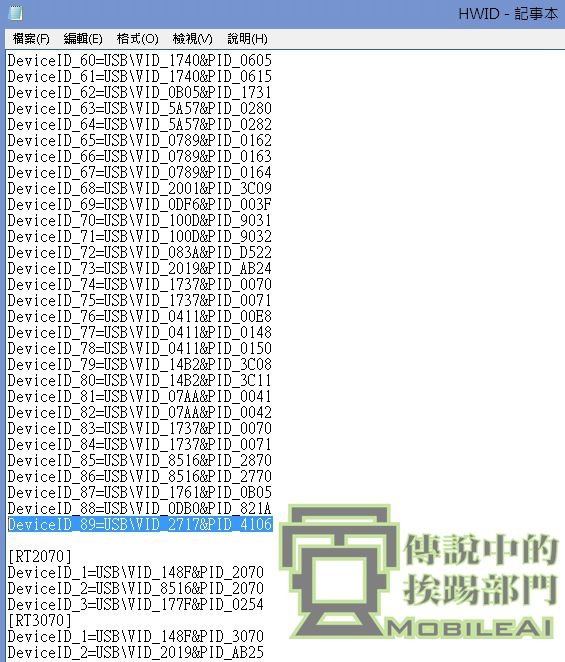 HWID - 記事本
檔案(F) 編輯(E) 格式(O) 檢視(V) 說明(H)
DeviceID_60=USB\VID_1740&PID_0605
DeviceID_61=USB\VID_1740&PID_0615
DeviceID_62=USB\VID_0B05&PID_1731
DeviceID_63=USB\VID_5A57&PID_0280
DeviceID_64=USB\VID_5A57&PID_0282
DeviceID_65=USB\VID_0789&PID_0162
DeviceID_66=USB\VID_0789&PID_0163
DeviceID_67=USB\VID_0789&PID_0164
DeviceID_68=USB\VID_2001&PID_3C09
DeviceID_69=USB\VID_0DF6&PID_003F
DeviceID_70=USB\VID_100D&PID_9031
DeviceID_71=USB\VID_100D&PID_9032
DeviceID_72=USB\VID_083A&PID_D522
DeviceID_73=USB\VID_2019&PID_AB24
DeviceID_74=USB\VID_1737&PID_0070
DeviceID_75=USB\VID_1737&PID_0071
DeviceID_76=USB\VID_0411&PID_00E8
DeviceID_77=USB\VID_0411&PID_0148
DeviceID_78=USB\VID_0411&PID_0150
DeviceID_79=USB\VID_14B2&PID_3C08
DeviceID_80=USB\VID_14B2&PID_3C11
DeviceID_81=USB\VID_07AA&PID_0041
DeviceID_82=USB\VID_07AA&PID_0042
DeviceID_83=USB\VID_1737&PID_0070
DeviceID_84=USB\VID_1737&PID_0071
DeviceID_85=USB\VID_8516&PID_2870
DeviceID_86=USB\VID_8516&PID_2770
DeviceID_87=USB\VID_1761&PID_0B05
DeviceID_88=USB\VID_0DB0&PID_821A
DeviceID_89=USB\VID_2717&PID_4106
[RT2070]
DeviceID_1=USB\VID_148F&PID_2070
DeviceID_2=USB\VID_8516&PID_2070
DeviceID_3=USB\VID_177F&PID_0254
[RT3070]
DeviceID_1=USB\VID_148F&PID_3070
DeviceID_2=USB\VID_2019&PID_AB25
傳說中的
挨踢部門
MOBILEAI